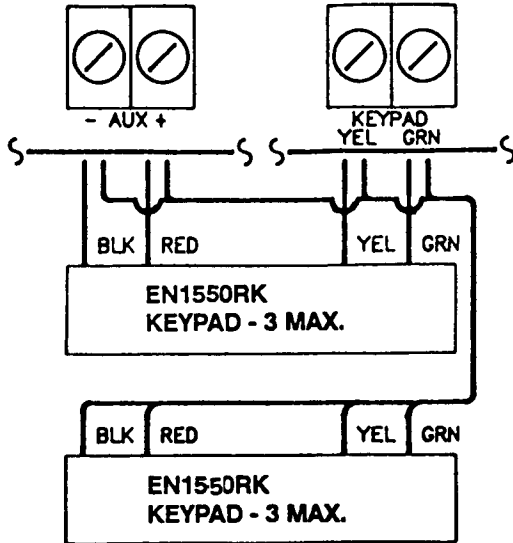 - AUX +
KEYPAD
YEL GRN
BLK RED YEL GRN
EN1550RK
KEYPAD - 3 MAX.
BLK RED YEL GRN
EN1550RK
KEYPAD - 3 MAX.